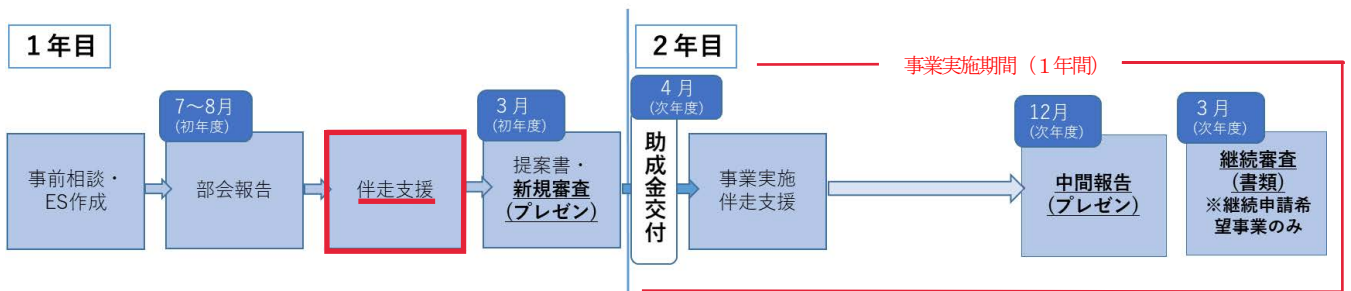 1年目
2年目
事業実施期間（１年間）
7～8月
(初年度)
3月
(初年度)
4月
(次年度)
12月
(次年度)
3月
(次年度)
事前相談・
ES作成
部会報告
伴走支援
提案書・
新規審査
(プレゼン)
助成金交付
事業実施
伴走支援
中間報告
(プレゼン)
継続審査
(書類)
※継続申請希
望事業のみ